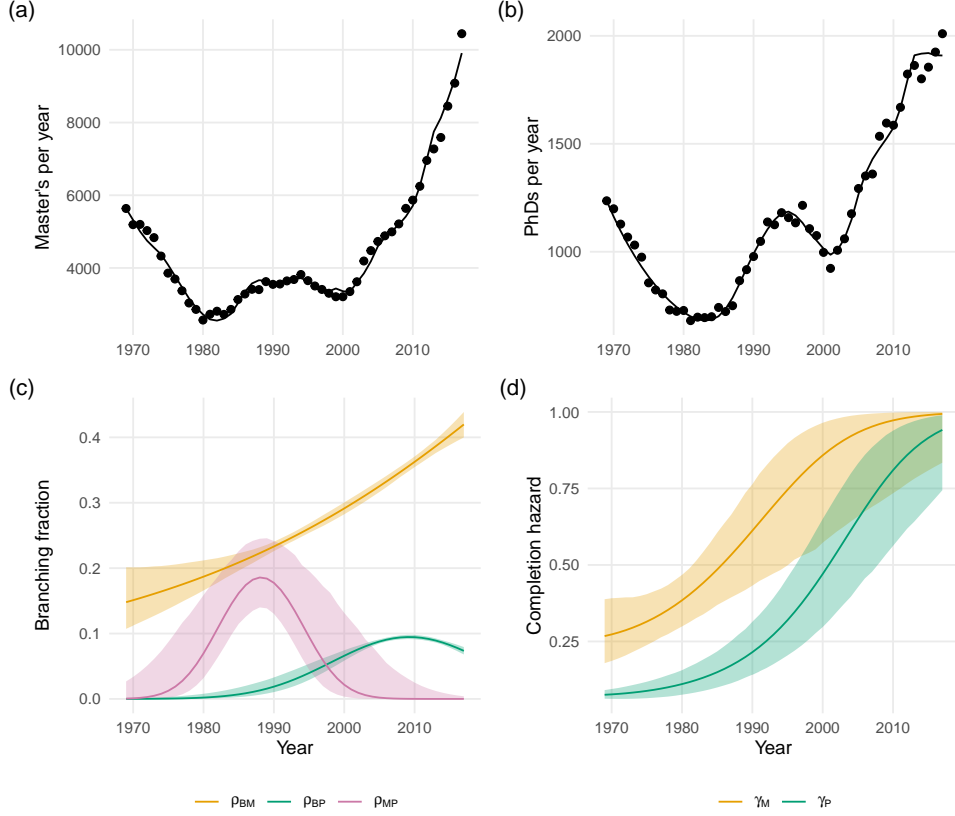 (a)
Master's per year
10000
8000
6000
4000
1970 1980 1990 2000 2010
(b)
PhDs per year
2000
1500
1000
1970 1980 1990 2000 2010
(c)
Branching fraction
0.4
0.3
0.2
0.1
0.0
1970 1980 1990 2000 2010
Year
ρBM ρBP ρMP
(d)
Completion hazard
1.00
0.75
0.50
0.25
1970 1980 1990 2000 2010
Year
γM γP